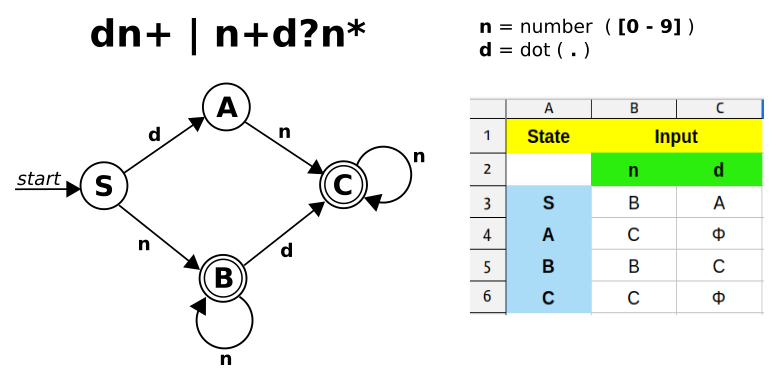 dn+ | n+d?n*
n = number ( [0 - 9] )
d = dot ( . )
start
S
A
B
C
d
n
n
d
n
n
A B C
1 State Input
2 n d
3 S B A
4 A C Φ
5 B B C
6 C C Φ